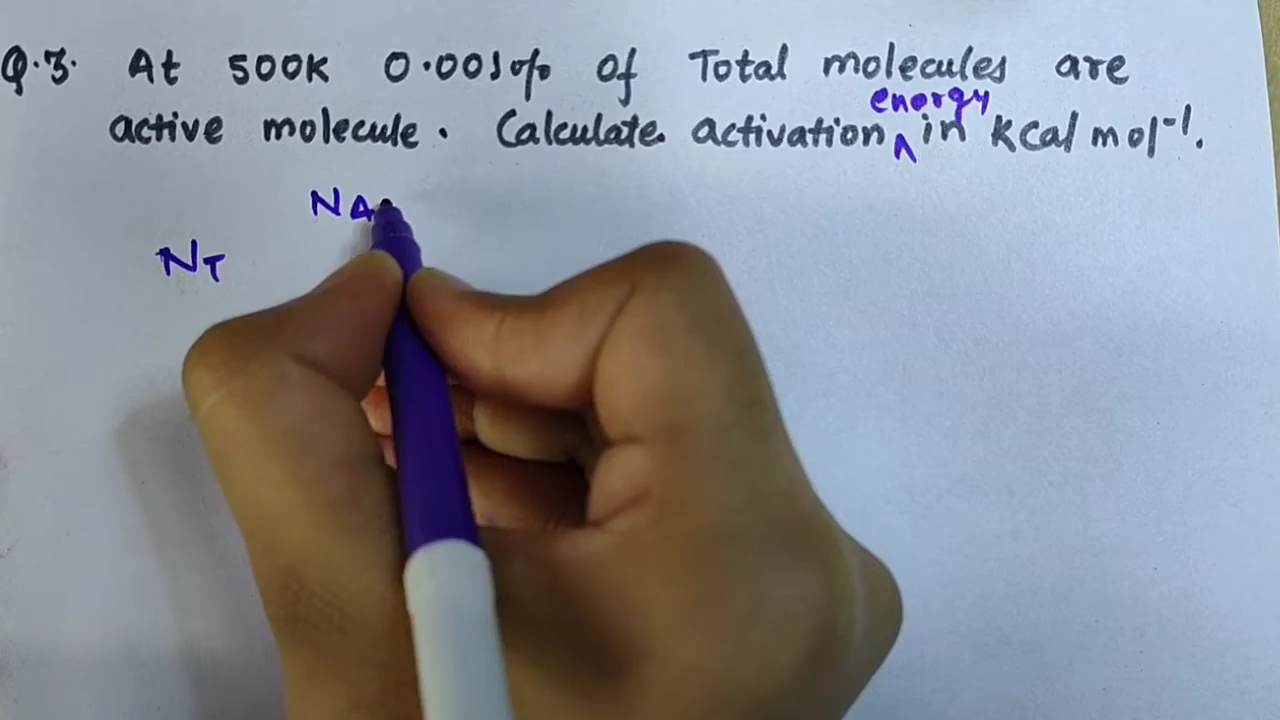 Q.3. At 500K 0.001% of Total molecules are
energy
active molecule. Calculate activation ^ in kcal mol⁻¹.
NA
NT